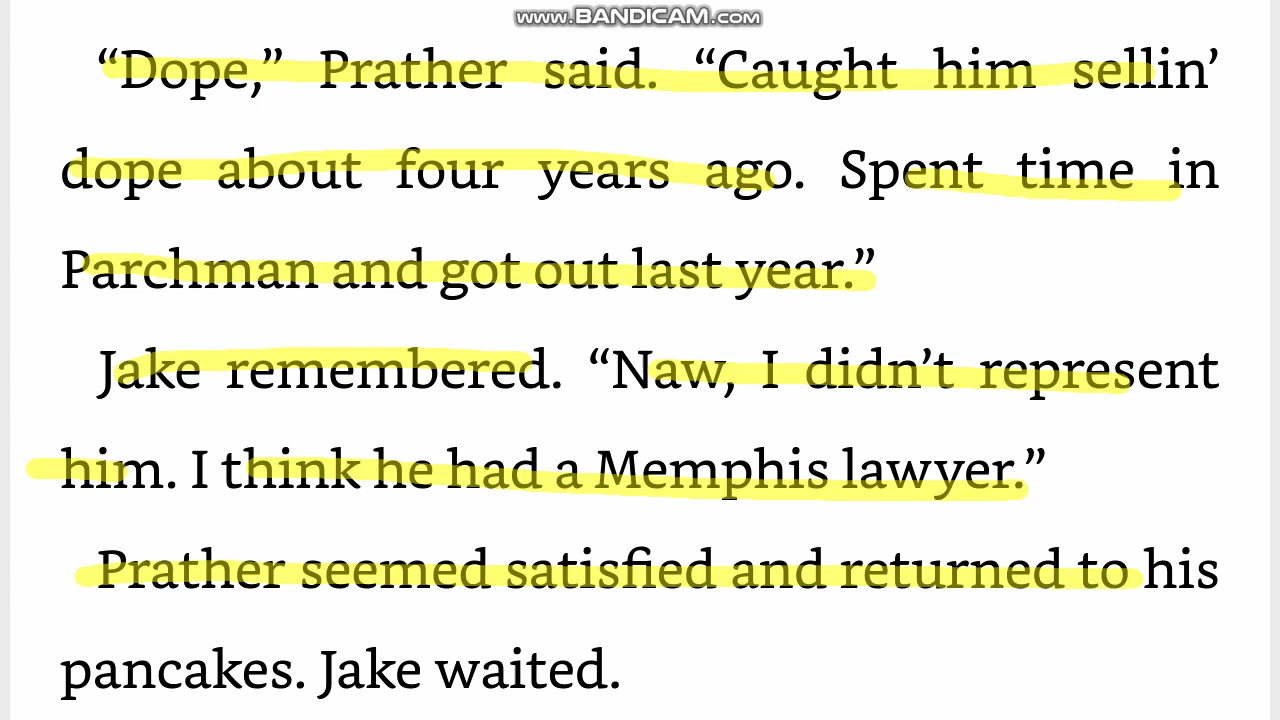 www.BANDICAM.com
“Dope,” Prather said. “Caught him sellin’
dope about four years ago. Spent time in
Parchman and got out last year.”
Jake remembered. “Naw, I didn’t represent
him. I think he had a Memphis lawyer.”
Prather seemed satisfied and returned to his
pancakes. Jake waited.